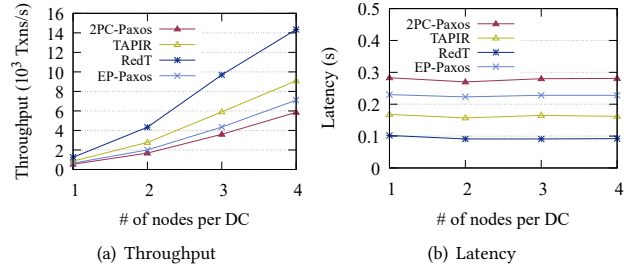 Throughput (10³ Txns/s)
16
14
12
10
8
6
4
2
0
2PC-Paxos
TAPIR
RedT
EP-Paxos
1 2 3 4
# of nodes per DC
(a) Throughput
Latency (s)
0.5
0.4
0.3
0.2
0.1
0
2PC-Paxos
TAPIR
RedT
EP-Paxos
1 2 3 4
# of nodes per DC
(b) Latency